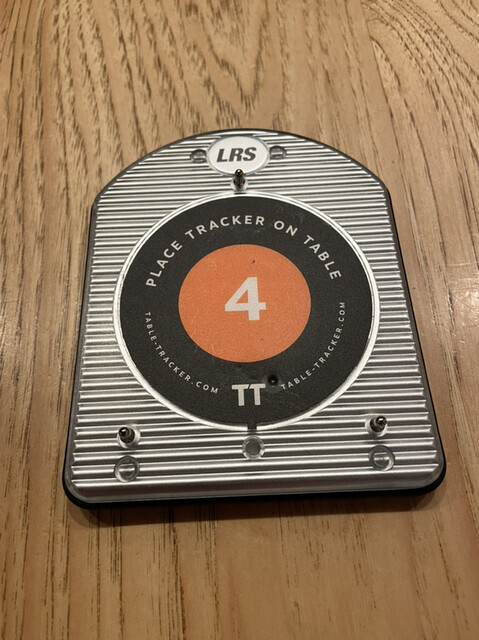 LRS
PLACE TRACKER ON TABLE
4
TABLE-TRACKER.COM
TT
TABLE-TRACKER.COM